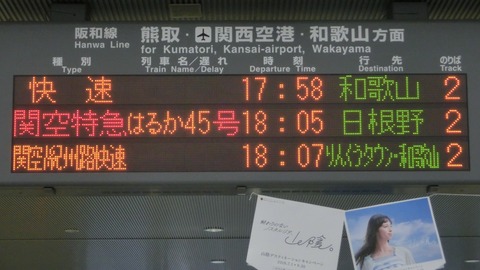 阪和線 熊取・関西空港・和歌山方面
Hanwa Line for Kumatori, Kansai-airport, Wakayama
種別 列車名/遅れ 時刻 行先 のりば
Train Name/Delay Departure Time Destination Track
快速 17:58 和歌山 2
関空特急はるか45号 18:05 日根野 2
関空/紀州路快速 18:07 りんくうタウン・和歌山 2
山陰